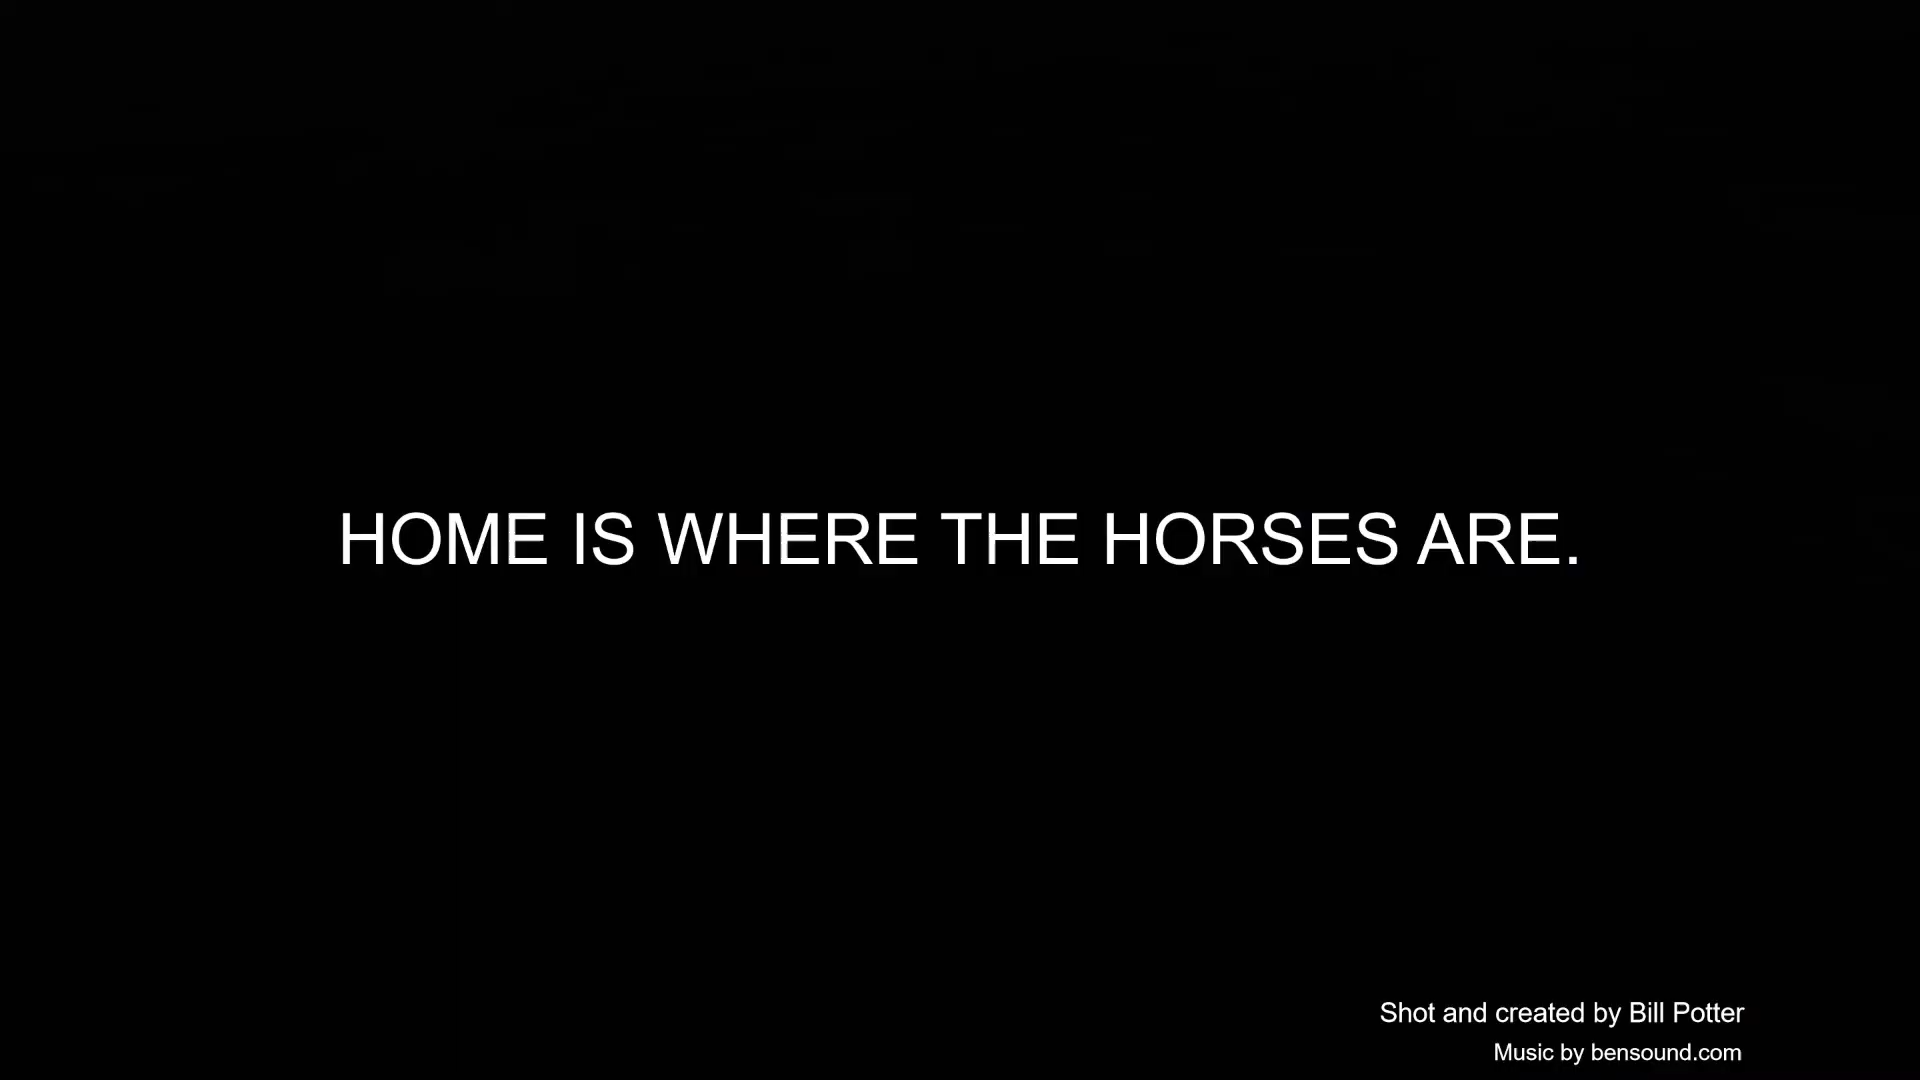 HOME IS WHERE THE HORSES ARE.
Shot and created by Bill Potter
Music by bensound.com